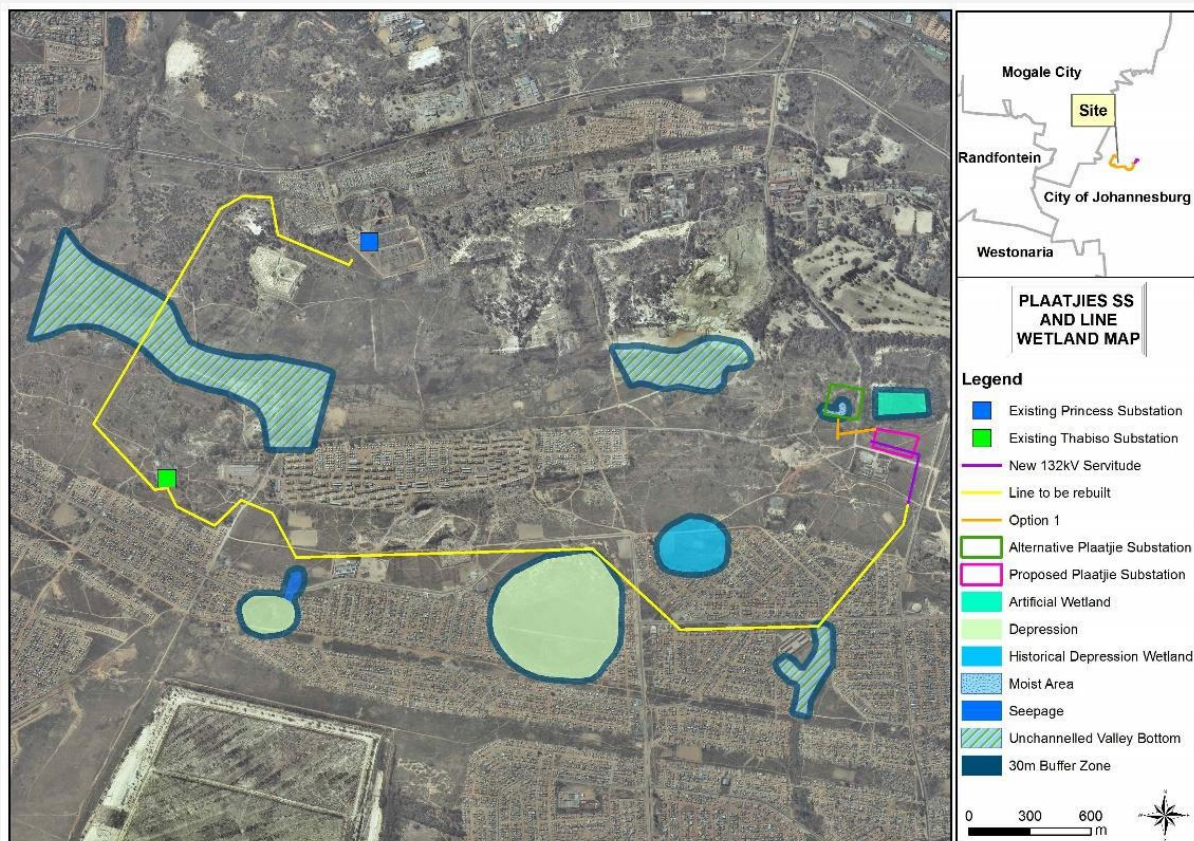 Mogale City
Site
Randfontein
City of Johannesburg
Westonaria
PLAATJIES SS
AND LINE
WETLAND MAP
Legend
Existing Princess Substation
Existing Thabiso Substation
New 132kV Servitude
Line to be rebuilt
Option 1
Alternative Plaatjie Substation
Proposed Plaatjie Substation
Artificial Wetland
Depression
Historical Depression Wetland
Moist Area
Seepage
Unchannelled Valley Bottom
30m Buffer Zone
0 300 600
m